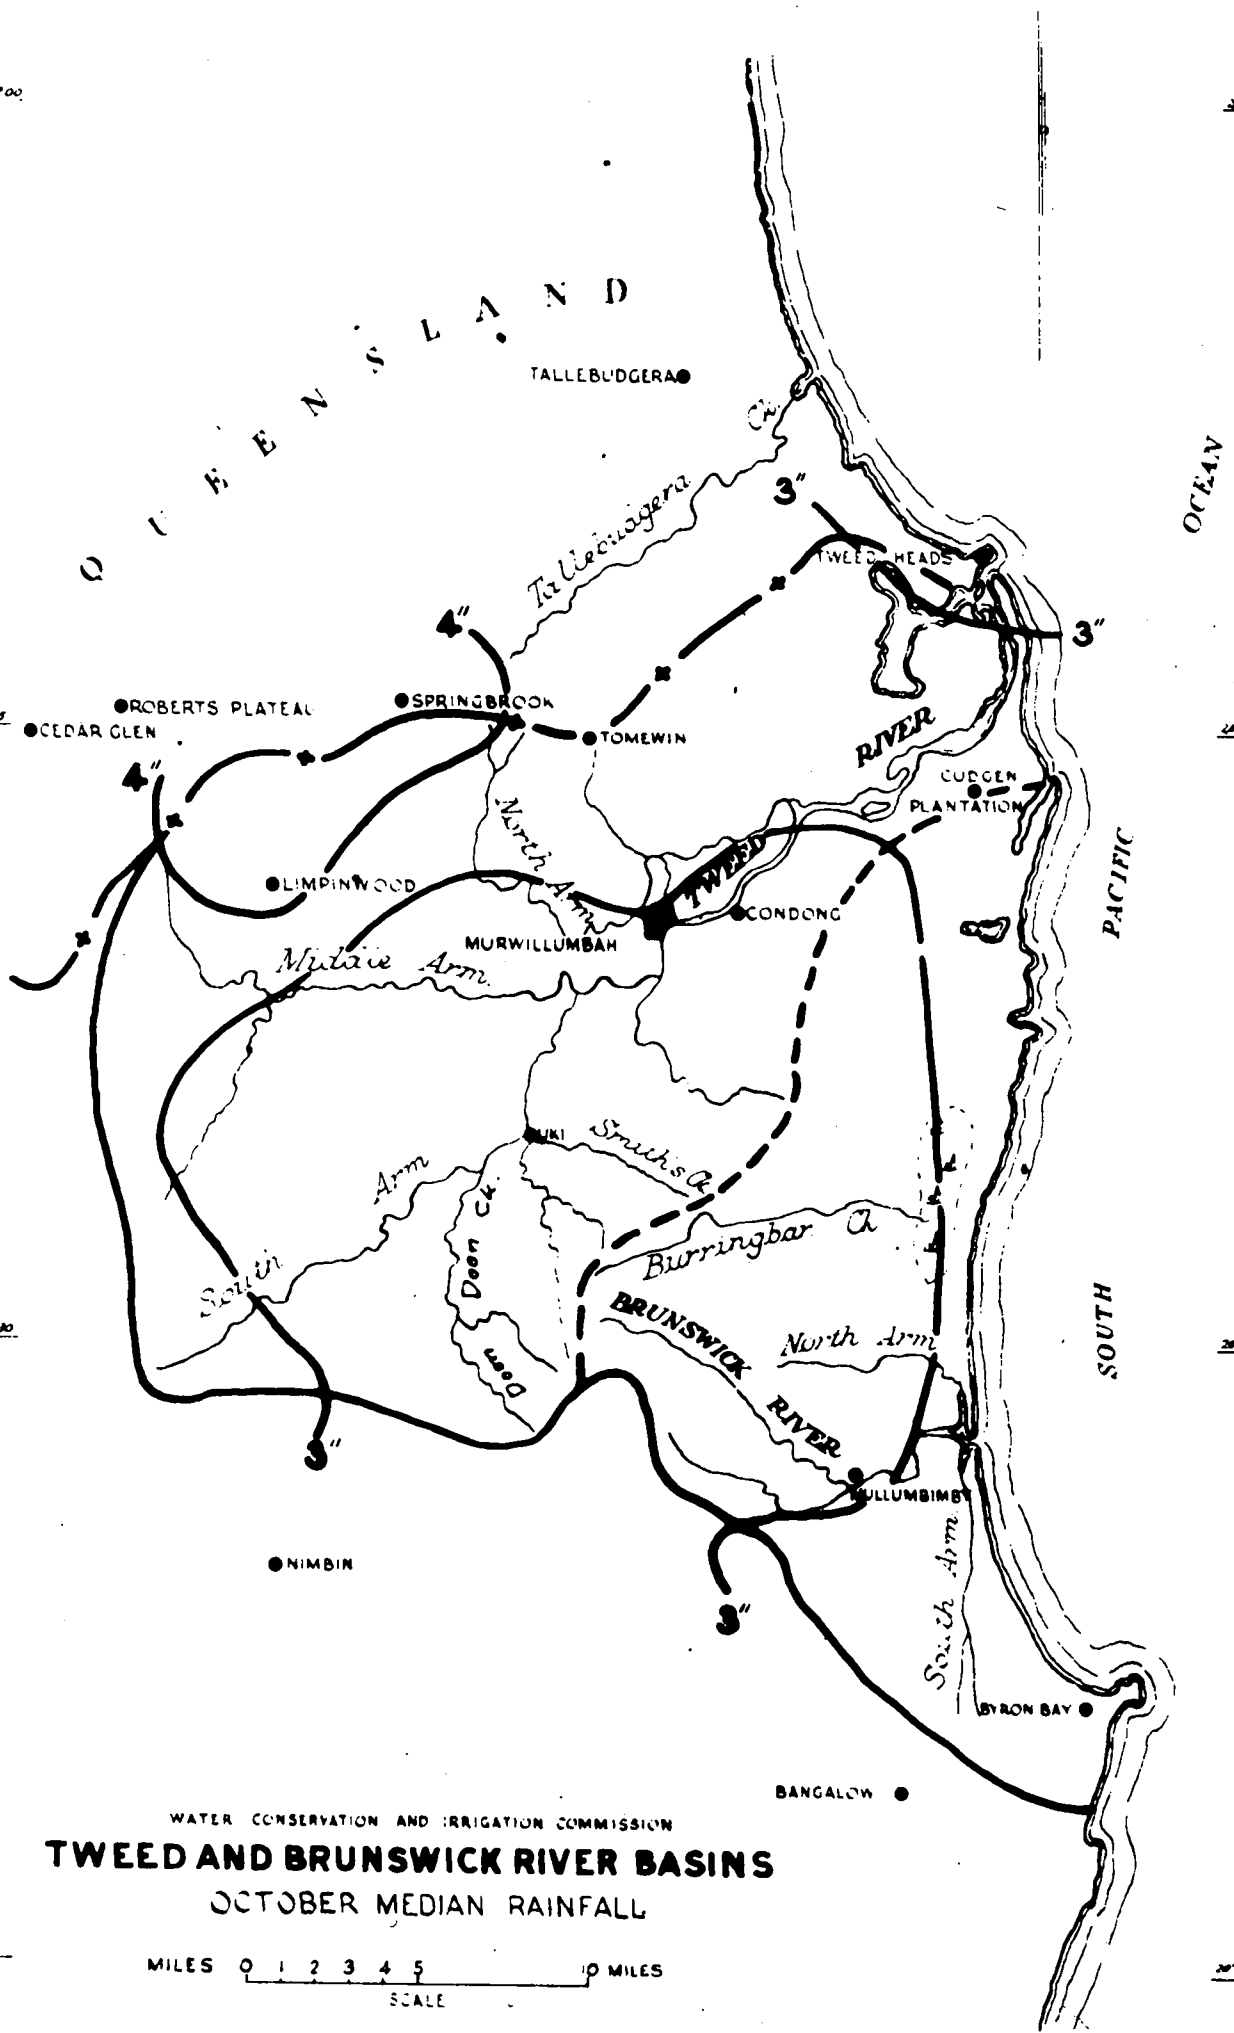 QUEENSLAND
TALLEBUDGERA
Tallebudgera Ck.
3"
TWEED HEADS
3"
4"
SPRINGBROOK
ROBERTS PLATEAU
CEDAR GLEN
TOMEWIN
4"
RIVER
CUDGEN
PLANTATION
North Arm
TWEED
LIMPINWOOD
CONDONG
MURWILLUMBAH
Middle Arm
OCEAN
PACIFIC
SOUTH
UKI
Smith's Ck
South Arm
Doon Ck.
Doon
Burringbar Ck
BRUNSWICK
RIVER
North Arm
3"
MULLUMBIMBY
NIMBIN
3"
South Arm
BYRON BAY
BANGALOW
WATER CONSERVATION AND IRRIGATION COMMISSION
TWEED AND BRUNSWICK RIVER BASINS
OCTOBER MEDIAN RAINFALL
MILES 0 1 2 3 4 5 10 MILES
SCALE